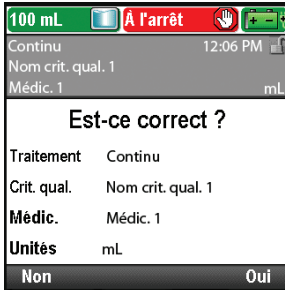 100 mL À l'arrêt
Continu 12:06 PM
Nom crit. qual. 1
Médic. 1 mL
Est-ce correct ?
Traitement Continu
Crit. qual. Nom crit. qual. 1
Médic. Médic. 1
Unités mL
Non Oui